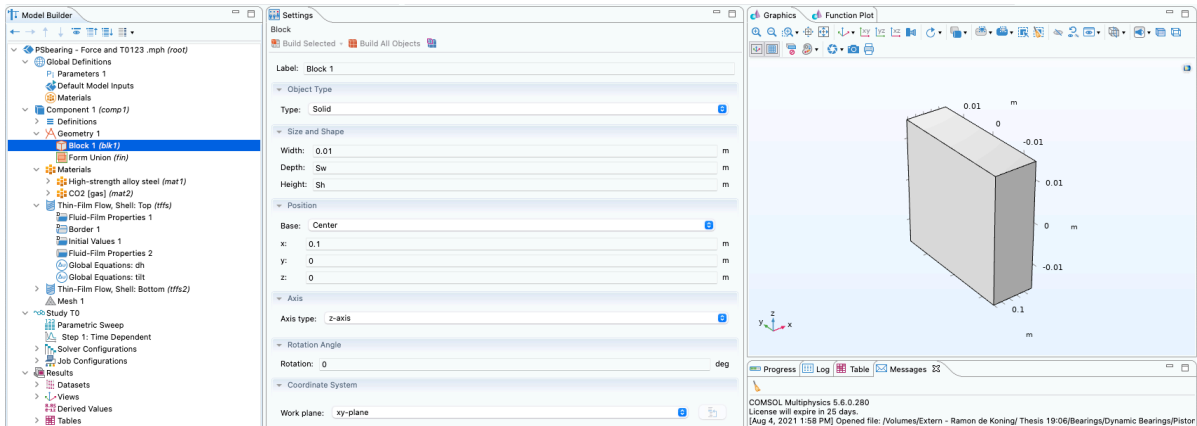 Model Builder
PSbearing - Force and T0123 .mph (root)
Global Definitions
Pi Parameters 1
Default Model Inputs
Materials
Component 1 (comp1)
Definitions
Geometry 1
Block 1 (blk1)
Form Union (fin)
Materials
High-strength alloy steel (mat1)
CO2 [gas] (mat2)
Thin-Film Flow, Shell: Top (tffs)
Fluid-Film Properties 1
Border 1
Initial Values 1
Fluid-Film Properties 2
Global Equations: dh
Global Equations: tilt
Thin-Film Flow, Shell: Bottom (tffs2)
Mesh 1
Study T0
Parametric Sweep
Step 1: Time Dependent
Solver Configurations
Job Configurations
Results
Datasets
Views
Derived Values
Tables
Settings
Block
Build Selected
Build All Objects
Label: Block 1
Object Type
Type: Solid
Size and Shape
Width: 0.01 m
Depth: Sw m
Height: Sh m
Position
Base: Center
x: 0.1 m
y: 0 m
z: 0 m
Axis
Axis type: z-axis
Rotation Angle
Rotation: 0 deg
Coordinate System
Work plane: xy-plane
Graphics
Function Plot
xy yz xz
0.01 m
0
-0.01
0.01
0 m
-0.01
0.1
m
z
y x
Progress Log Table Messages
COMSOL Multiphysics 5.6.0.280
License will expire in 25 days.
[Aug 4, 2021 1:58 PM] Opened file: /Volumes/Extern - Ramon de Koning/ Thesis 19:06/Bearings/Dynamic Bearings/Pistor